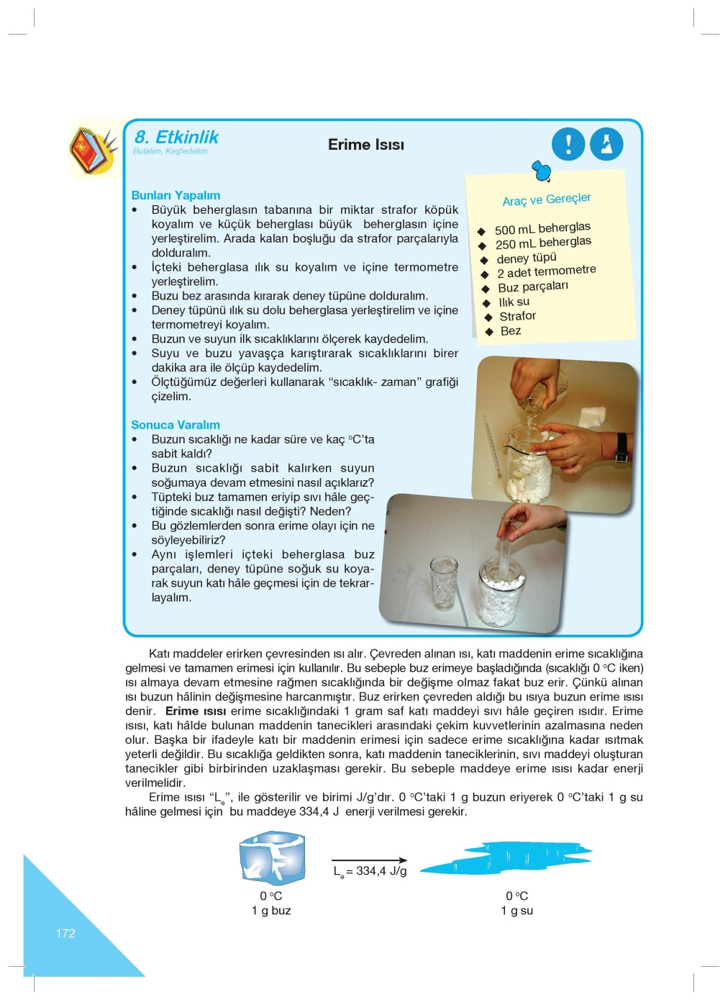 8. Etkinlik
Bulalım, Keşfedelim
Erime Isısı
Bunları Yapalım
• Büyük beherglasın tabanına bir miktar strafor köpük
koyalım ve küçük beherglası büyük beherglasın içine
yerleştirelim. Arada kalan boşluğu da strafor parçalarıyla
dolduralım.
• İçteki beherglasa ılık su koyalım ve içine termometre
yerleştirelim.
• Buzu bez arasında kırarak deney tüpüne dolduralım.
• Deney tüpünü ılık su dolu beherglasa yerleştirelim ve içine
termometreyi koyalım.
• Buzun ve suyun ilk sıcaklıklarını ölçerek kaydedelim.
• Suyu ve buzu yavaşça karıştırarak sıcaklıklarını birer
dakika ara ile ölçüp kaydedelim.
• Ölçtüğümüz değerleri kullanarak “sıcaklık- zaman” grafiği
çizelim.
Araç ve Gereçler
◆ 500 mL beherglas
◆ 250 mL beherglas
◆ deney tüpü
◆ 2 adet termometre
◆ Buz parçaları
◆ Ilık su
◆ Strafor
◆ Bez
Sonuca Varalım
• Buzun sıcaklığı ne kadar süre ve kaç °C’ta
sabit kaldı?
• Buzun sıcaklığı sabit kalırken suyun
soğumaya devam etmesini nasıl açıklarız?
• Tüpteki buz tamamen eriyip sıvı hâle geç-
tiğinde sıcaklığı nasıl değişti? Neden?
• Bu gözlemlerden sonra erime olayı için ne
söyleyebiliriz?
• Aynı işlemleri içteki beherglasa buz
parçaları, deney tüpüne soğuk su koya-
rak suyun katı hâle geçmesi için de tekrar-
layalım.
Katı maddeler erirken çevresinden ısı alır. Çevreden alınan ısı, katı maddenin erime sıcaklığına
gelmesi ve tamamen erimesi için kullanılır. Bu sebeple buz erimeye başladığında (sıcaklığı 0 °C iken)
ısı almaya devam etmesine rağmen sıcaklığında bir değişme olmaz fakat buz erir. Çünkü alınan
ısı buzun hâlinin değişmesine harcanmıştır. Buz erirken çevreden aldığı bu ısıya buzun erime ısısı
denir. Erime ısısı erime sıcaklığındaki 1 gram saf katı maddeyi sıvı hâle geçiren ısıdır. Erime
ısısı, katı hâlde bulunan maddenin tanecikleri arasındaki çekim kuvvetlerinin azalmasına neden
olur. Başka bir ifadeyle katı bir maddenin erimesi için sadece erime sıcaklığına kadar ısıtmak
yeterli değildir. Bu sıcaklığa geldikten sonra, katı maddenin taneciklerinin, sıvı maddeyi oluşturan
tanecikler gibi birbirinden uzaklaşması gerekir. Bu sebeple maddeye erime ısısı kadar enerji
verilmelidir.
Erime ısısı “Lₑ”, ile gösterilir ve birimi J/g’dır. 0 °C’taki 1 g buzun eriyerek 0 °C’taki 1 g su
hâline gelmesi için bu maddeye 334,4 J enerji verilmesi gerekir.
Lₑ= 334,4 J/g
0 °C
1 g buz
0 °C
1 g su
172